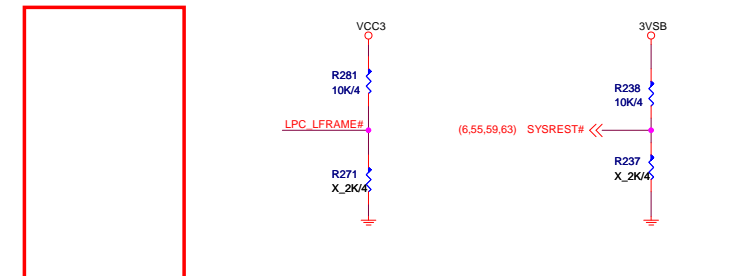 VCC3
R281
10K/4
LPC_LFRAME#
R271
X_2K/4
3VSB
R238
10K/4
(6,55,59,63) SYSREST#
R237
X_2K/4